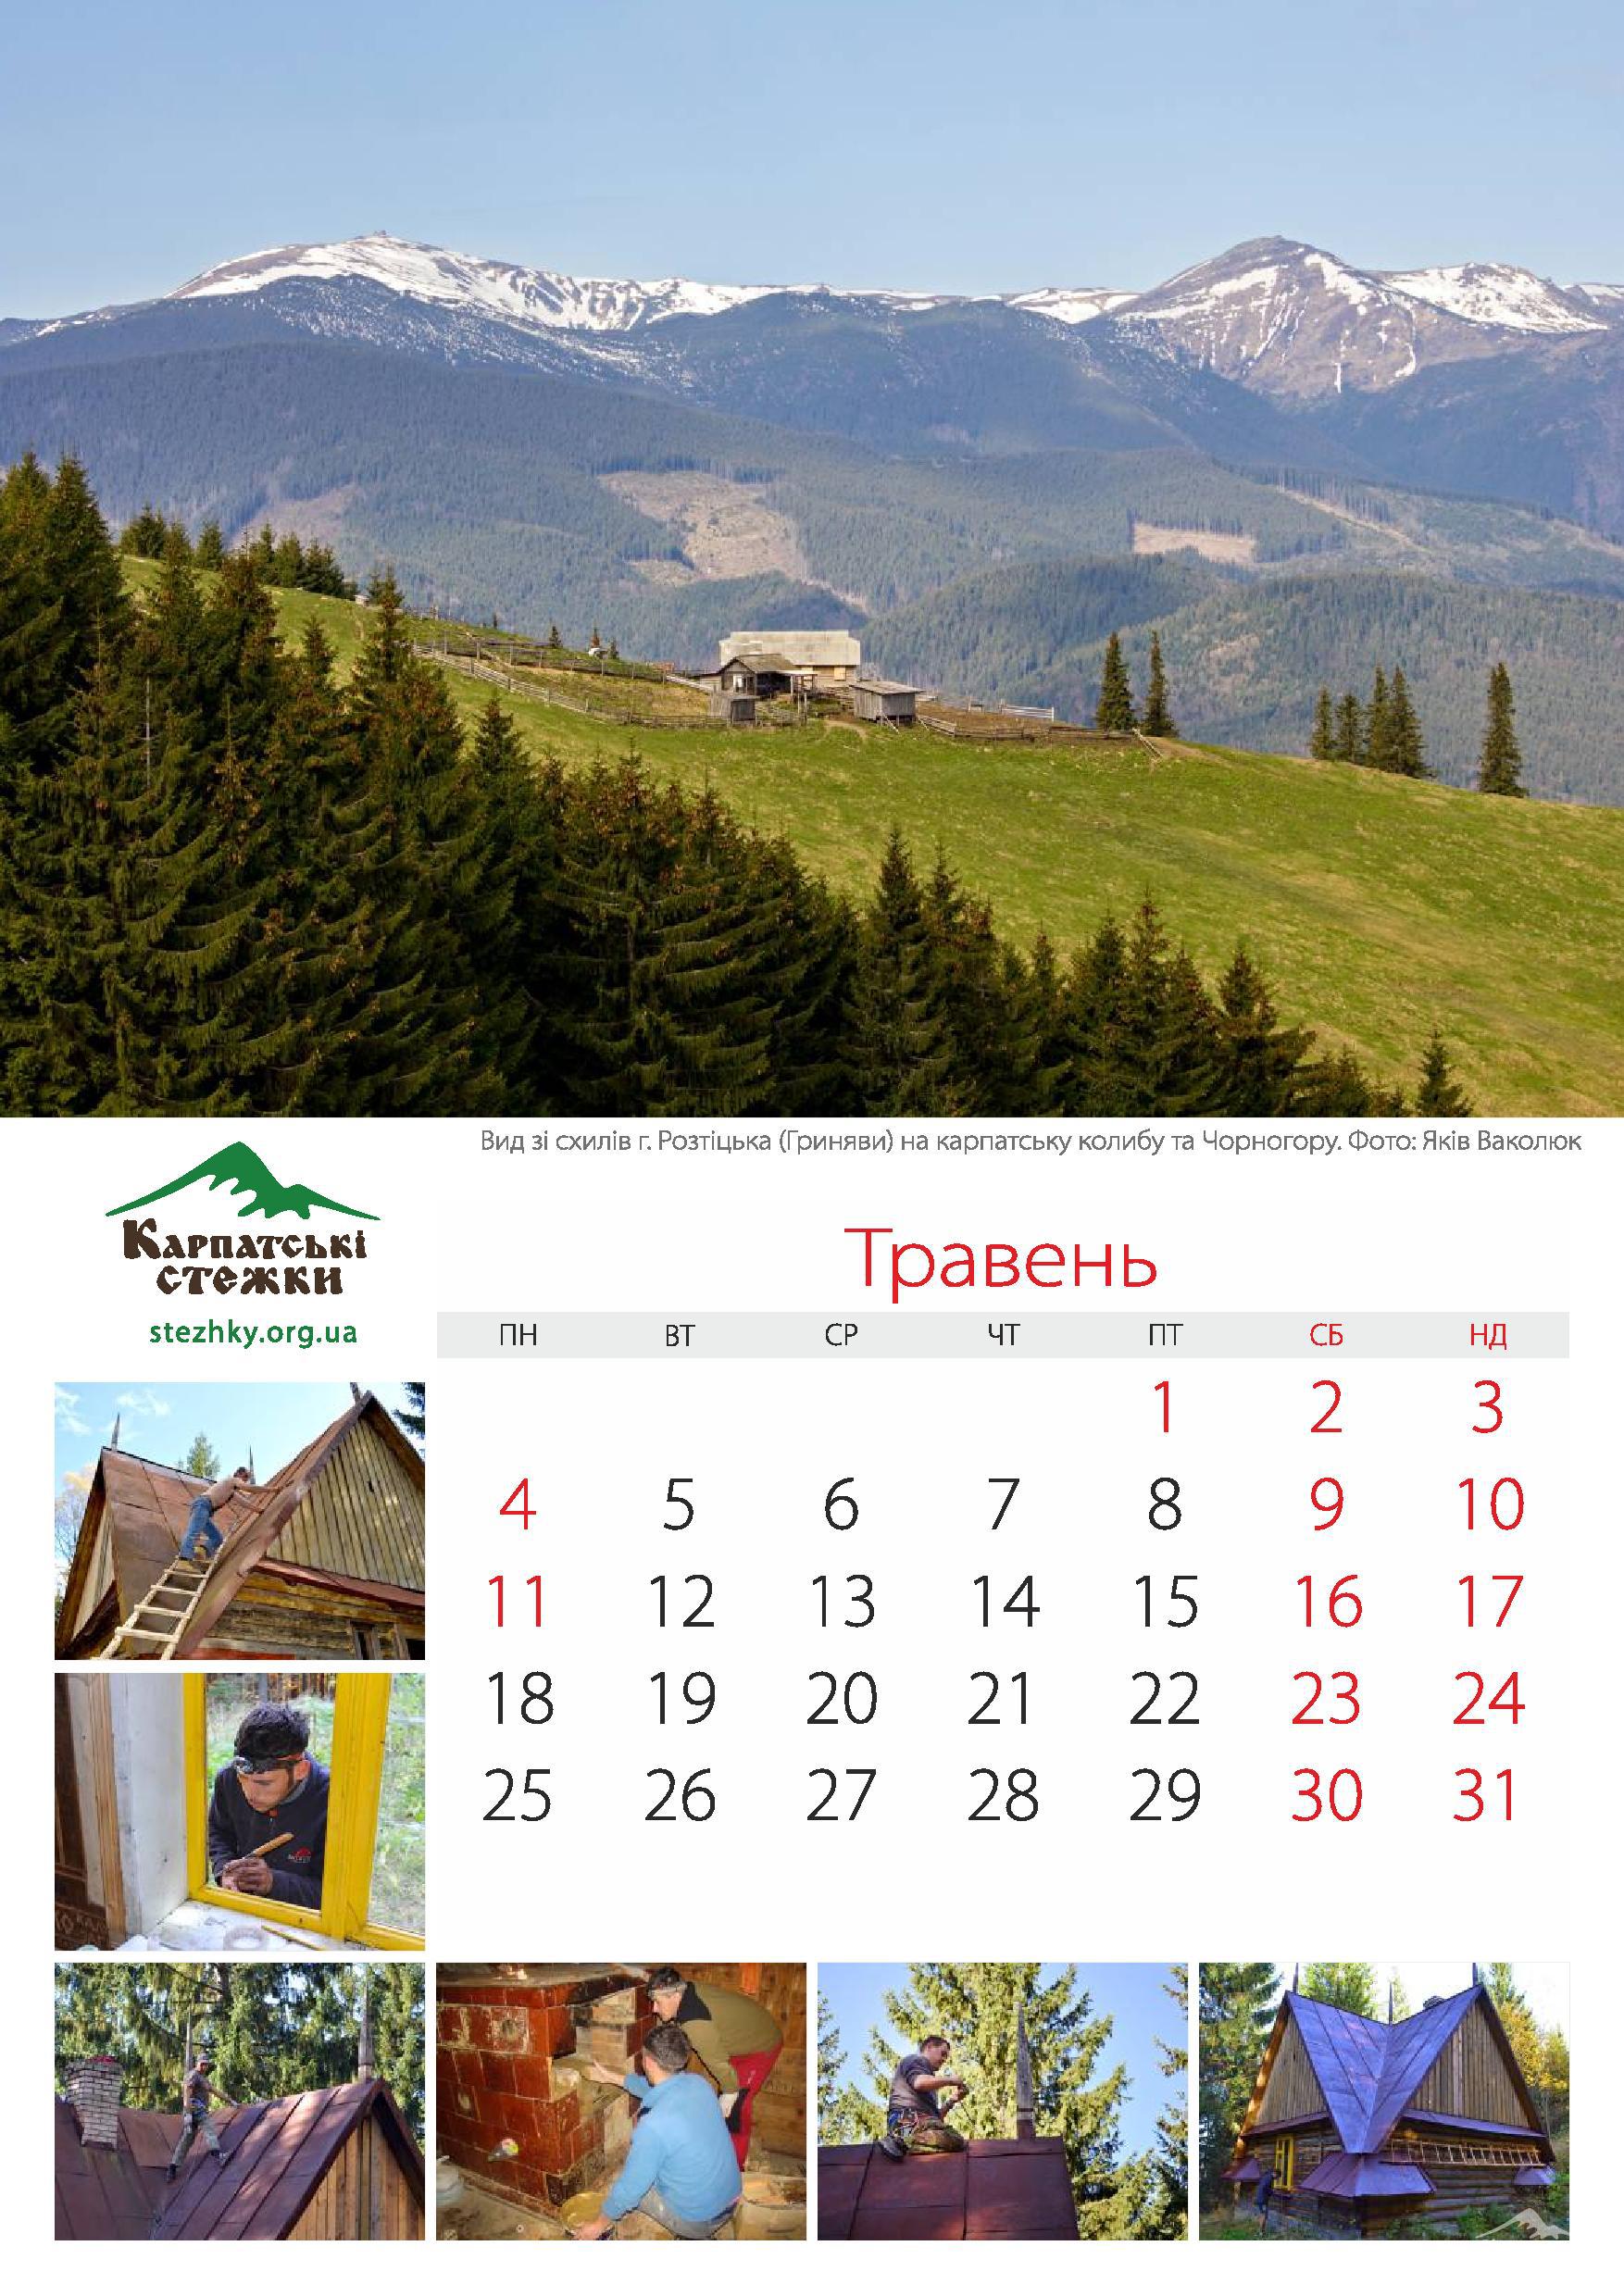 Вид зі схилів г. Розтіцька (Гриняви) на карпатську колибу та Чорногору. Фото: Яків Ваколюк
Карпатські
стежки
stezhky.org.ua
Травень
ПН ВТ СР ЧТ ПТ СБ НД
1 2 3
4 5 6 7 8 9 10
11 12 13 14 15 16 17
18 19 20 21 22 23 24
25 26 27 28 29 30 31